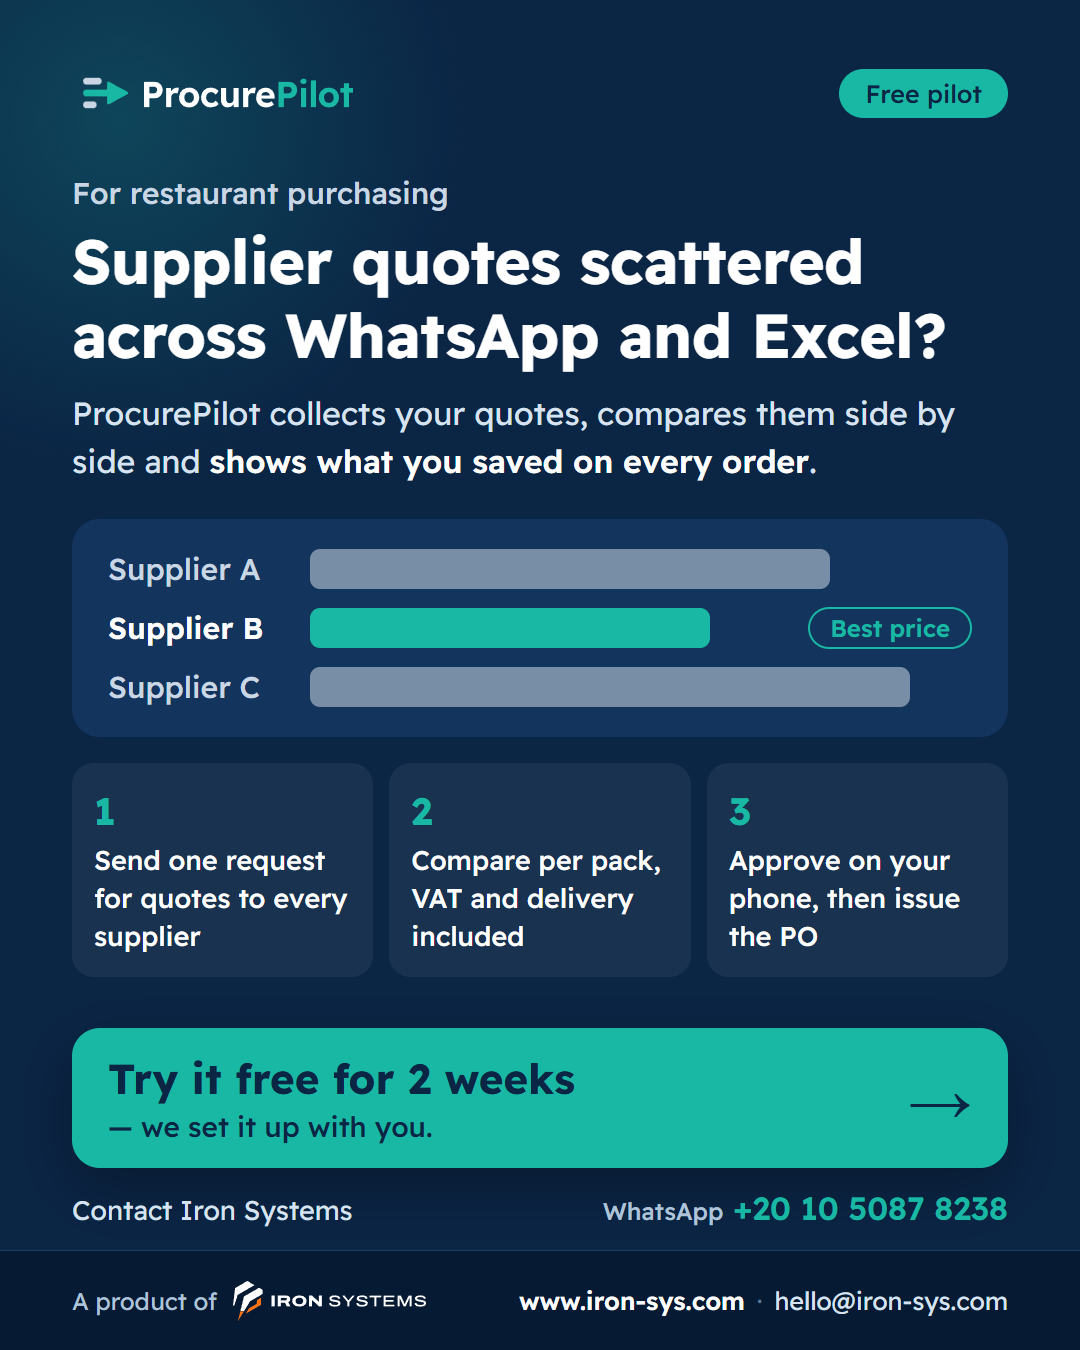 ProcurePilot
Free pilot
For restaurant purchasing
Supplier quotes scattered
across WhatsApp and Excel?
ProcurePilot collects your quotes, compares them side by
side and shows what you saved on every order.
Supplier A
Supplier B
Best price
Supplier C
1
Send one request
for quotes to every
supplier
2
Compare per pack,
VAT and delivery
included
3
Approve on your
phone, then issue
the PO
Try it free for 2 weeks
— we set it up with you.
Contact Iron Systems
WhatsApp +20 10 5087 8238
A product of IRON SYSTEMS
www.iron-sys.com · hello@iron-sys.com